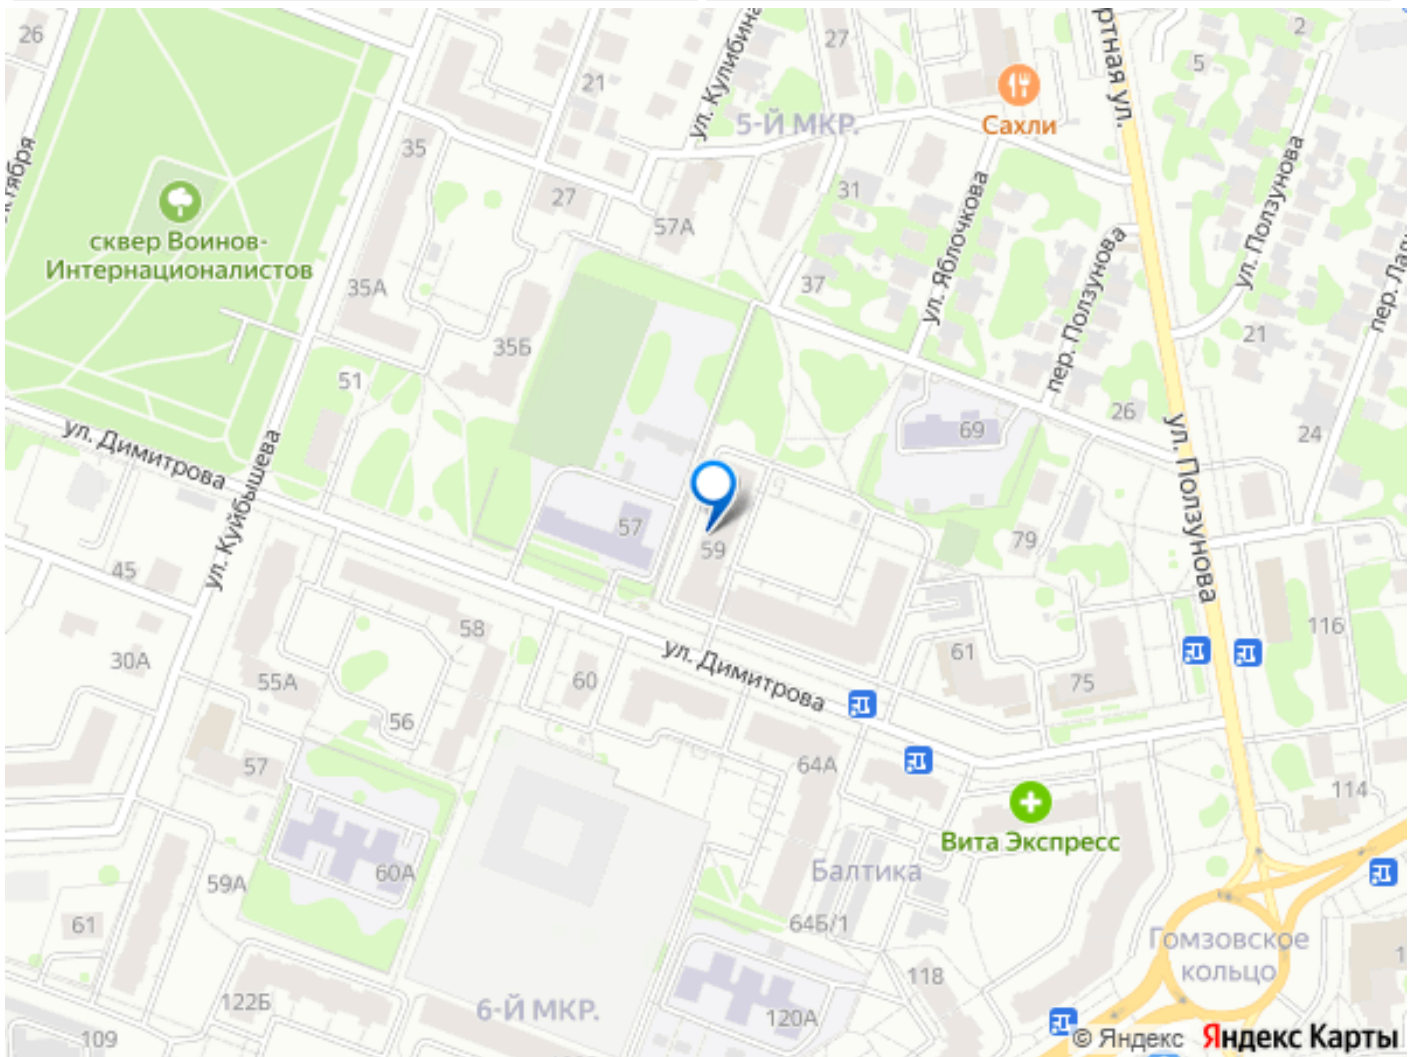 26
27
2
21
5
ул. Кулибина
ртная ул.
5-Й МКР.
Сахли
35
ктября
31
27
57А
ул. Яблочкова
ул. Ползунова
сквер Воинов-
Интернационалистов
35А
37
пер. Ползунова
21
35Б
51
26
24
69
ул. Димитрова
ул. Куйбышева
ул. Ползунова
57
59
79
45
58
116
30А
61
ул. Димитрова
55А
60
75
56
57
64А
114
Вита Экспресс
60А
Балтика
59А
61
64Б/1
Гомзовское
кольцо
118
122Б
6-Й МКР.
120А
109
© Яндекс Яндекс Карты